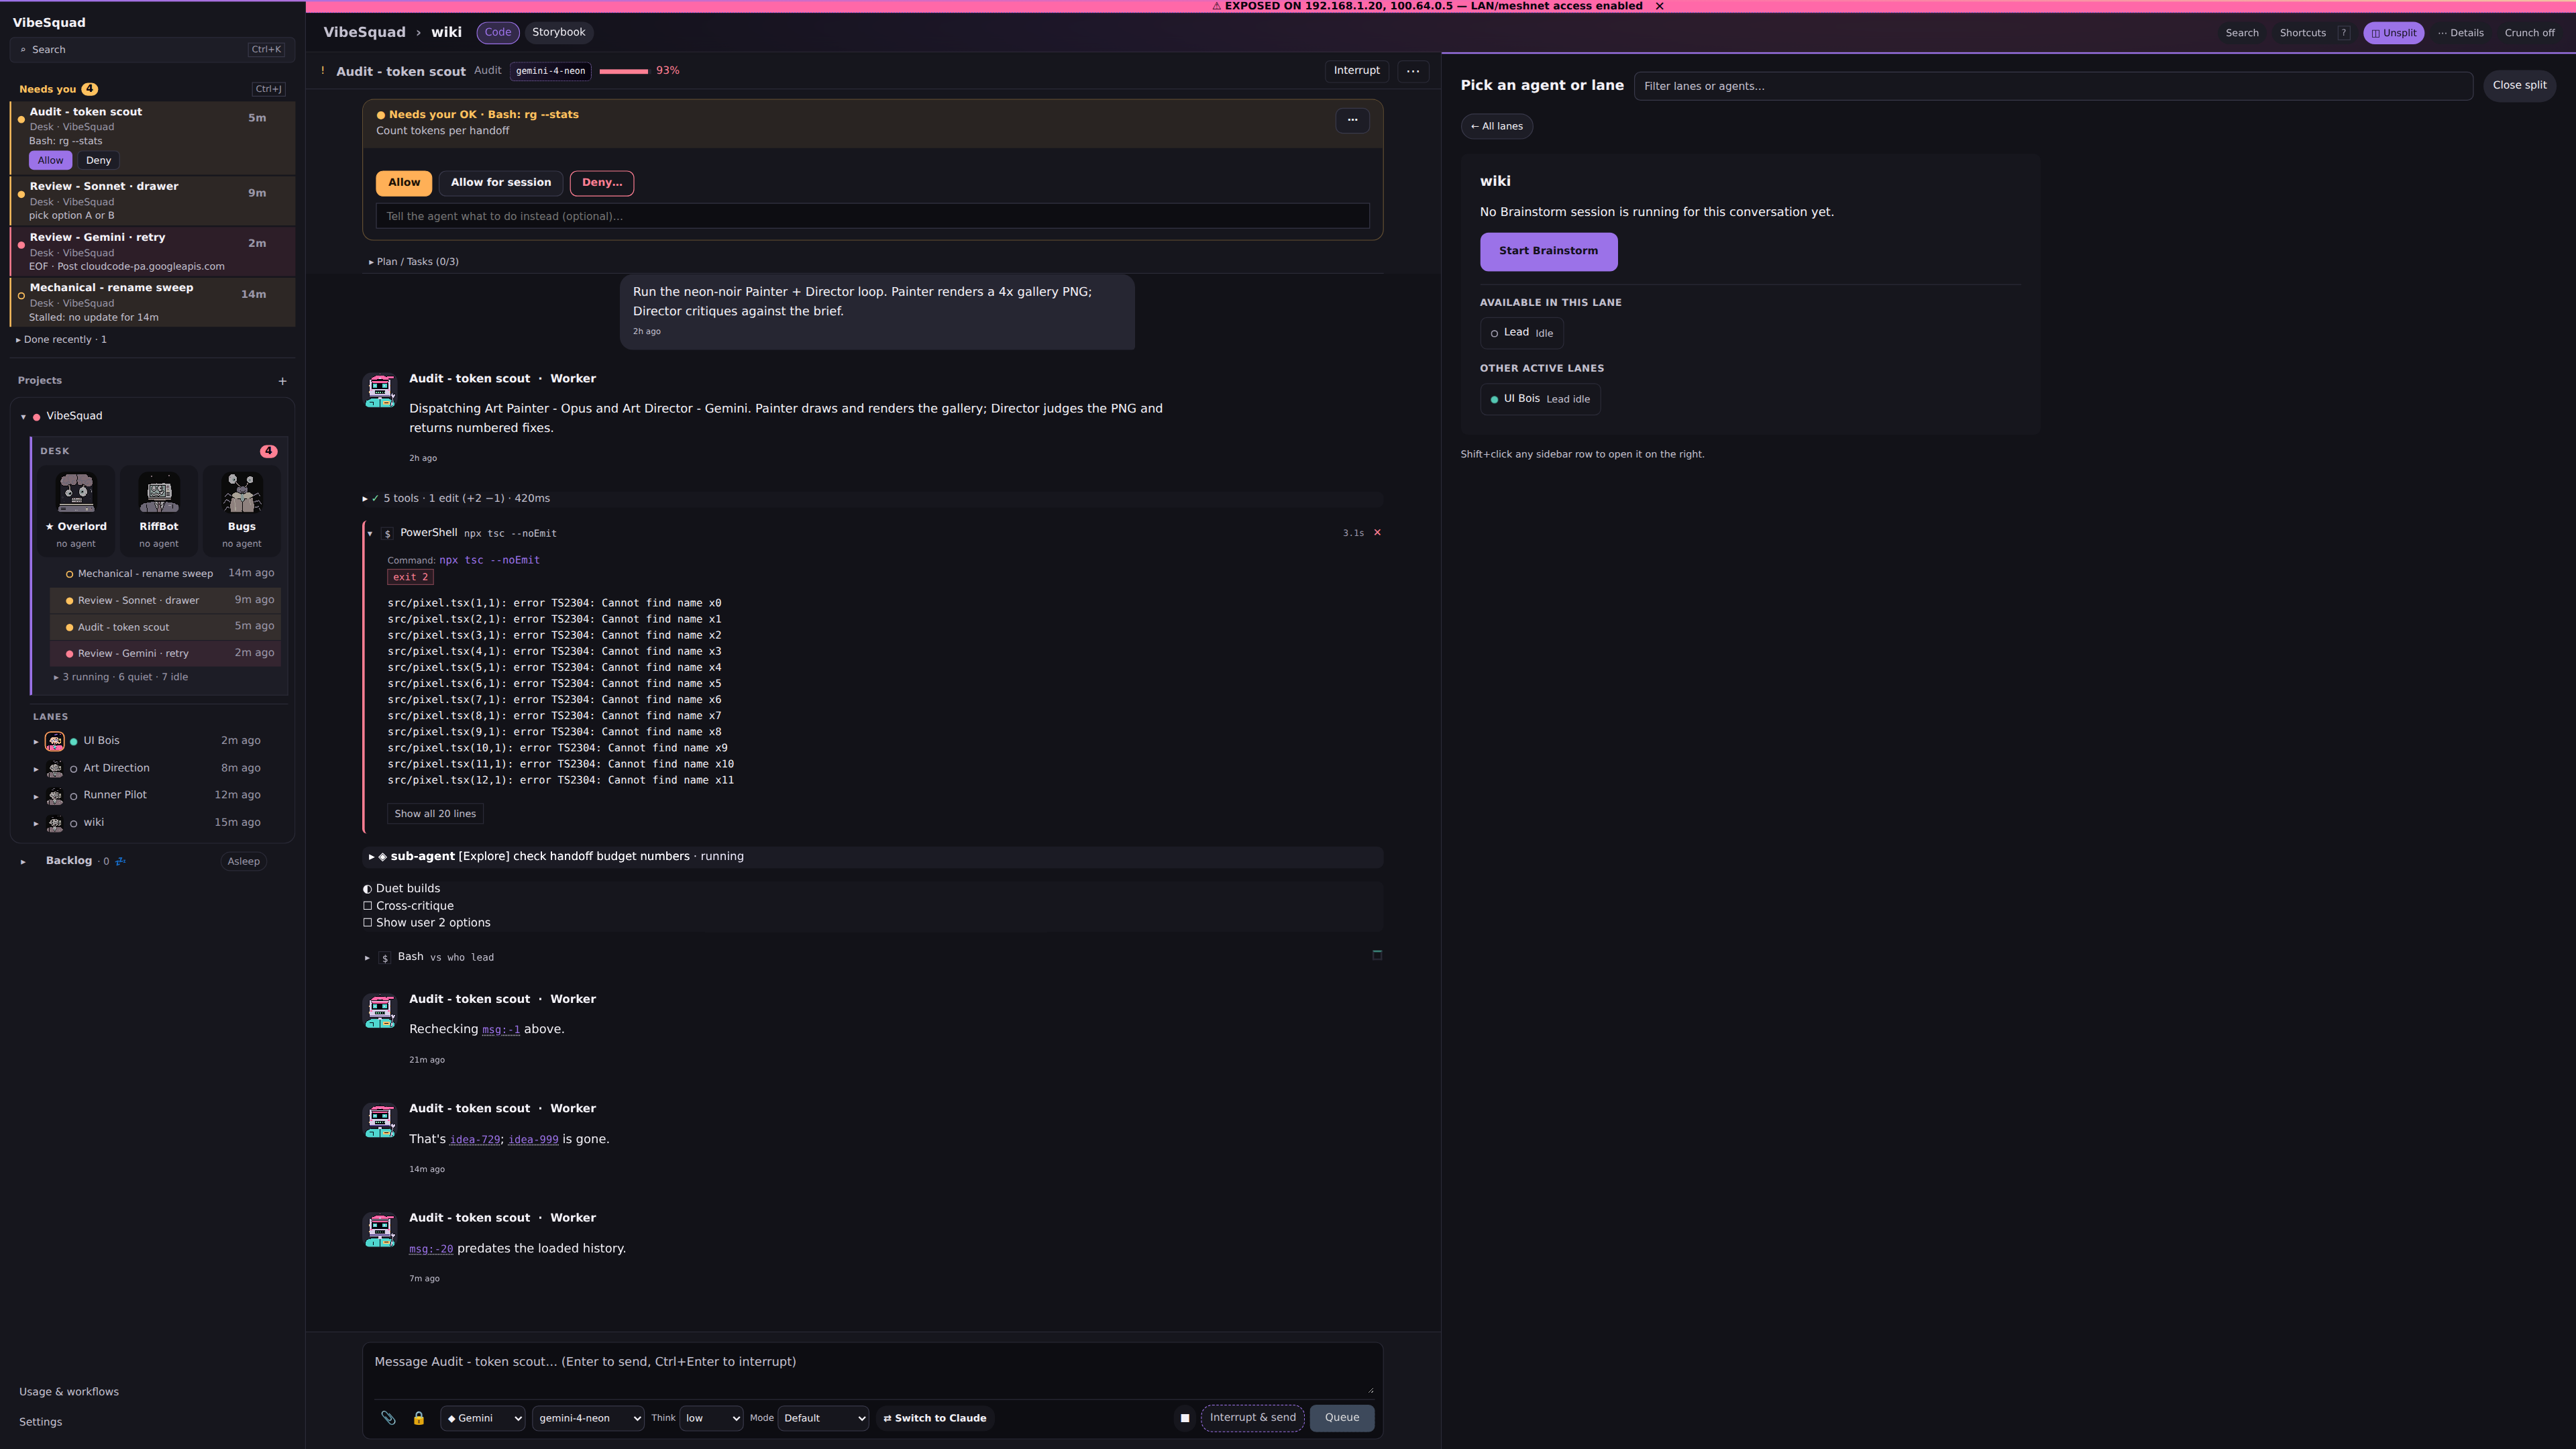 ⚠ EXPOSED ON 192.168.1.20, 100.64.0.5 — LAN/meshnet access enabled ✕
VibeSquad
Search Ctrl+K
Needs you 4 Ctrl+J
Audit - token scout 5m
Desk · VibeSquad
Bash: rg --stats
Allow Deny
Review - Sonnet · drawer 9m
Desk · VibeSquad
pick option A or B
Review - Gemini · retry 2m
Desk · VibeSquad
EOF · Post cloudcode-pa.googleapis.com
Mechanical - rename sweep 14m
Desk · VibeSquad
Stalled: no update for 14m
▸ Done recently · 1
Projects +
▾ VibeSquad
DESK 4
★ Overlord RiffBot Bugs
no agent no agent no agent
Mechanical - rename sweep 14m ago
Review - Sonnet · drawer 9m ago
Audit - token scout 5m ago
Review - Gemini · retry 2m ago
▸ 3 running · 6 quiet · 7 idle
LANES
▸ UI Bois 2m ago
▸ Art Direction 8m ago
▸ Runner Pilot 12m ago
▸ wiki 15m ago
▸ Backlog · 0 💤 Asleep
Usage & workflows
Settings
VibeSquad › wiki Code Storybook
Search Shortcuts ? ◫ Unsplit ⋯ Details Crunch off
! Audit - token scout Audit gemini-4-neon 93% Interrupt ⋯
● Needs your OK · Bash: rg --stats
Count tokens per handoff
⋯
Allow Allow for session Deny…
Tell the agent what to do instead (optional)…
▸ Plan / Tasks (0/3)
Run the neon-noir Painter + Director loop. Painter renders a 4x gallery PNG;
Director critiques against the brief.
2h ago
Audit - token scout · Worker
Dispatching Art Painter - Opus and Art Director - Gemini. Painter draws and renders the gallery; Director judges the PNG and
returns numbered fixes.
2h ago
▸ ✓ 5 tools · 1 edit (+2 −1) · 420ms
▾ $ PowerShell npx tsc --noEmit 3.1s ✕
Command: npx tsc --noEmit
exit 2
src/pixel.tsx(1,1): error TS2304: Cannot find name x0
src/pixel.tsx(2,1): error TS2304: Cannot find name x1
src/pixel.tsx(3,1): error TS2304: Cannot find name x2
src/pixel.tsx(4,1): error TS2304: Cannot find name x3
src/pixel.tsx(5,1): error TS2304: Cannot find name x4
src/pixel.tsx(6,1): error TS2304: Cannot find name x5
src/pixel.tsx(7,1): error TS2304: Cannot find name x6
src/pixel.tsx(8,1): error TS2304: Cannot find name x7
src/pixel.tsx(9,1): error TS2304: Cannot find name x8
src/pixel.tsx(10,1): error TS2304: Cannot find name x9
src/pixel.tsx(11,1): error TS2304: Cannot find name x10
src/pixel.tsx(12,1): error TS2304: Cannot find name x11
Show all 20 lines
▸ ◈ sub-agent [Explore] check handoff budget numbers · running
◐ Duet builds
☐ Cross-critique
☐ Show user 2 options
▸ $ Bash vs who lead
Audit - token scout · Worker
Rechecking msg:-1 above.
21m ago
Audit - token scout · Worker
That's idea-729; idea-999 is gone.
14m ago
Audit - token scout · Worker
msg:-20 predates the loaded history.
7m ago
Message Audit - token scout… (Enter to send, Ctrl+Enter to interrupt)
📎 🔒 ◆ Gemini gemini-4-neon Think low Mode Default ⇄ Switch to Claude ■ Interrupt & send Queue
Pick an agent or lane Filter lanes or agents… Close split
← All lanes
wiki
No Brainstorm session is running for this conversation yet.
Start Brainstorm
AVAILABLE IN THIS LANE
Lead Idle
OTHER ACTIVE LANES
UI Bois Lead idle
Shift+click any sidebar row to open it on the right.